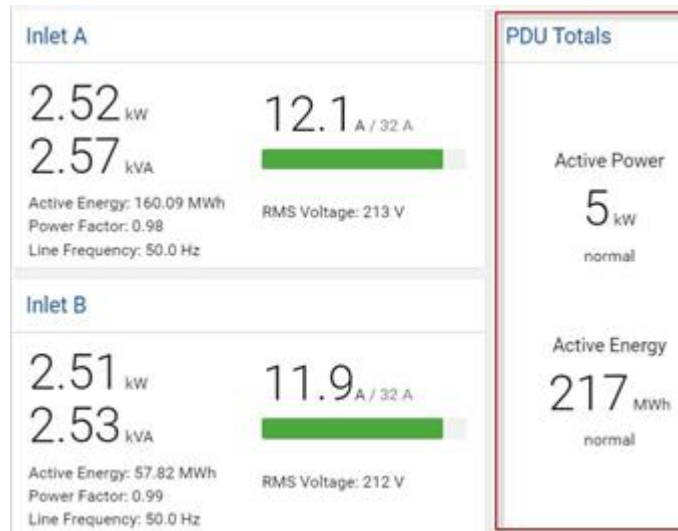 Inlet A
2.52 kW
2.57 kVA
12.1 A / 32 A
Active Energy: 160.09 MWh
Power Factor: 0.98
Line Frequency: 50.0 Hz
RMS Voltage: 213 V
Inlet B
2.51 kW
2.53 kVA
11.9 A / 32 A
Active Energy: 57.82 MWh
Power Factor: 0.99
Line Frequency: 50.0 Hz
RMS Voltage: 212 V
PDU Totals
Active Power
5 kW
normal
Active Energy
217 MWh
normal